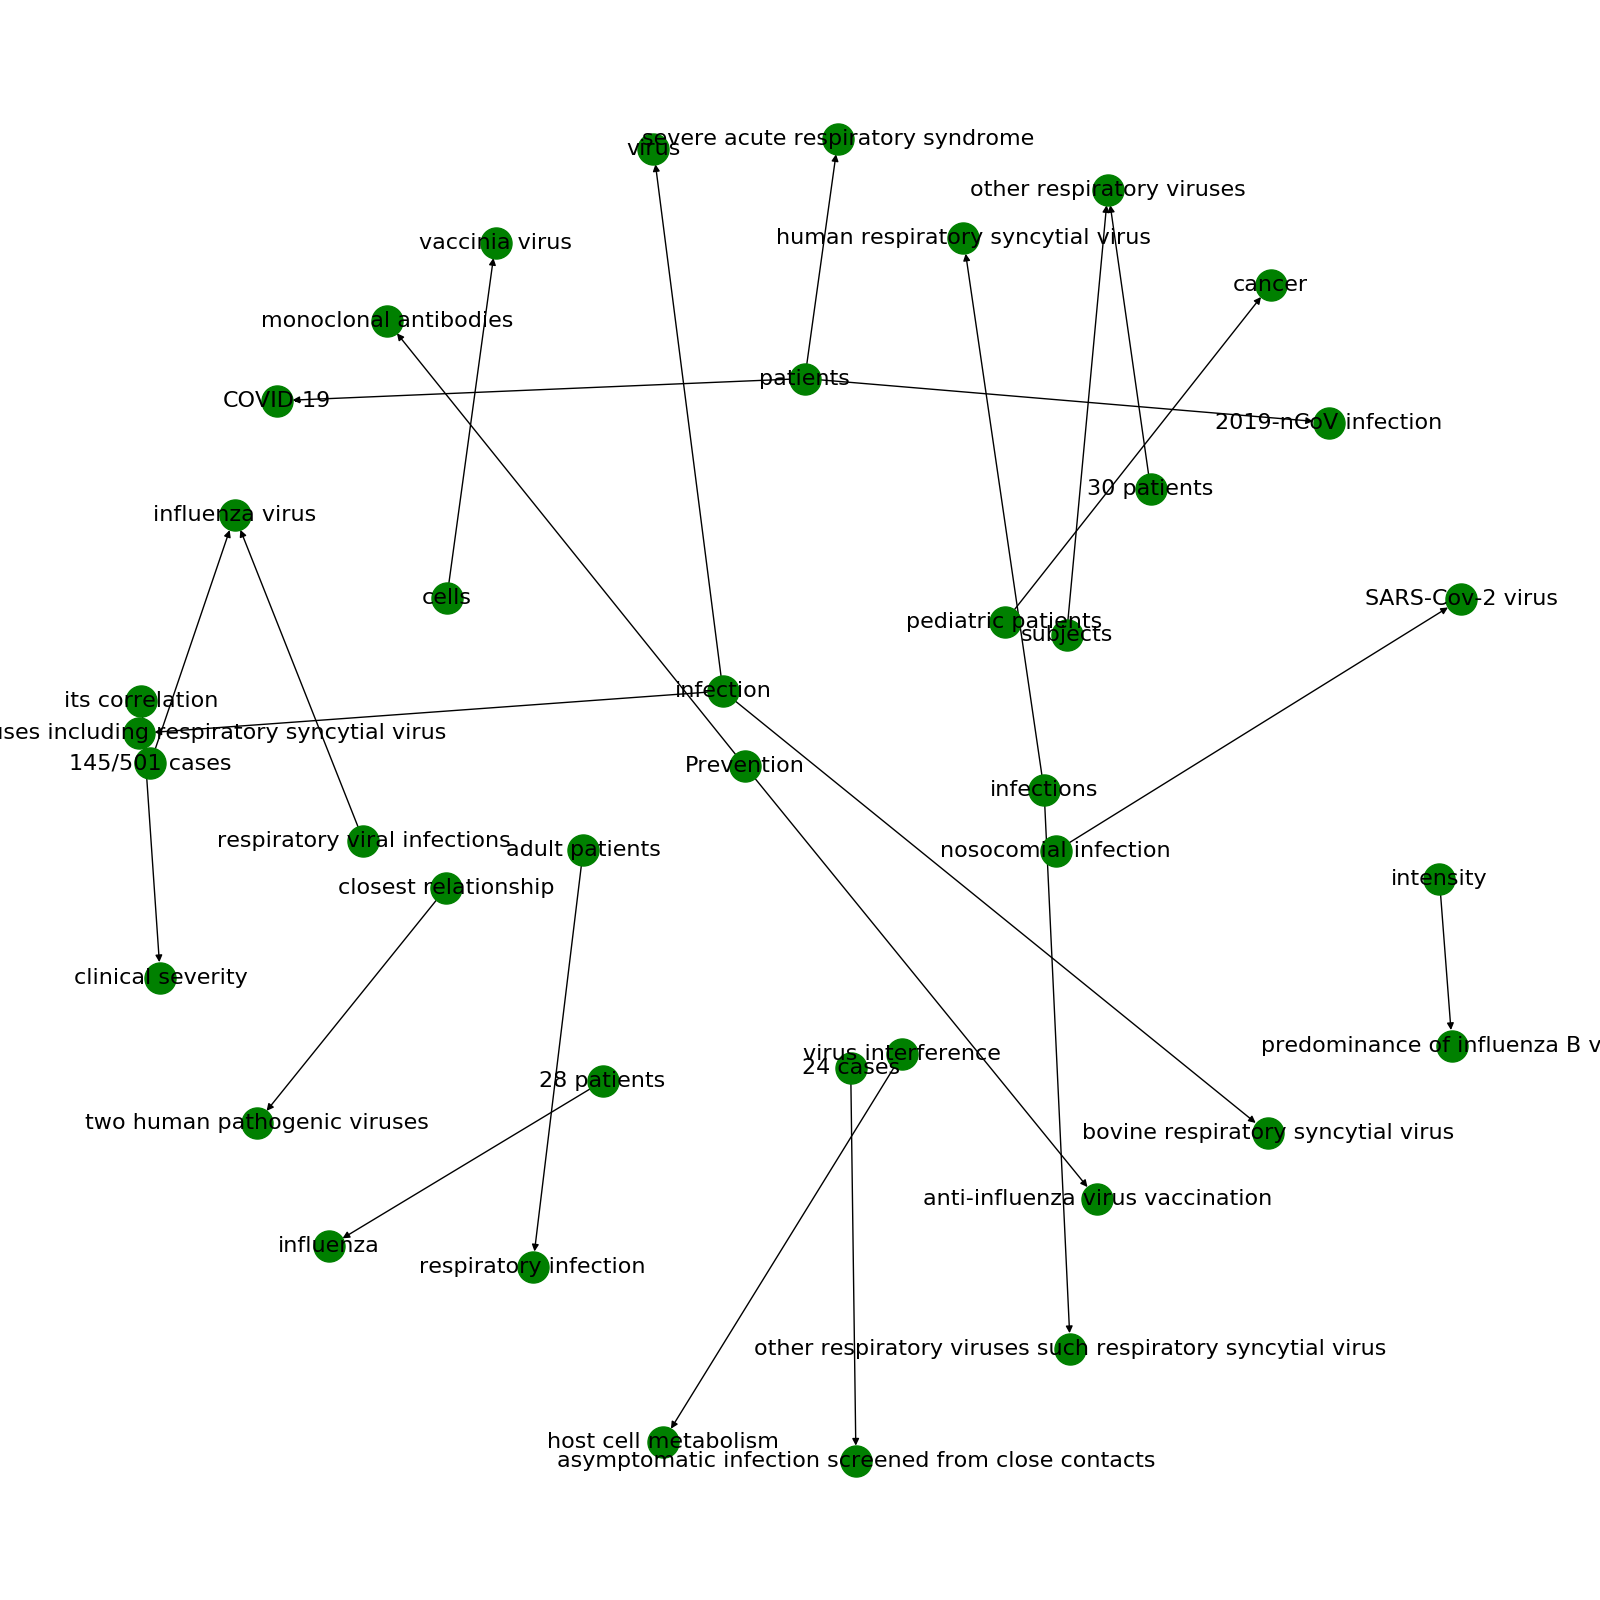 severe acute respiratory syndrome
virus
other respiratory viruses
human respiratory syncytial virus
vaccinia virus
cancer
monoclonal antibodies
patients
COVID-19
2019-nCoV infection
30 patients
influenza virus
cells
SARS-Cov-2 virus
pediatric patients
subjects
infection
its correlation
including respiratory syncytial virus
145/501 cases
Prevention
infections
respiratory viral infections
adult patients
nosocomial infection
closest relationship
intensity
clinical severity
predominance of influenza B
virus interference
24 cases
28 patients
two human pathogenic viruses
bovine respiratory syncytial virus
anti-influenza virus vaccination
influenza
respiratory infection
other respiratory viruses such respiratory syncytial virus
host cell metabolism
asymptomatic infection screened from close contacts